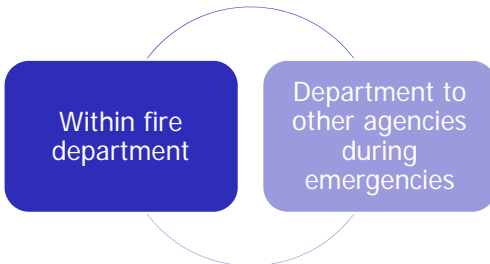 Within fire
department
Department to
other agencies
during
emergencies